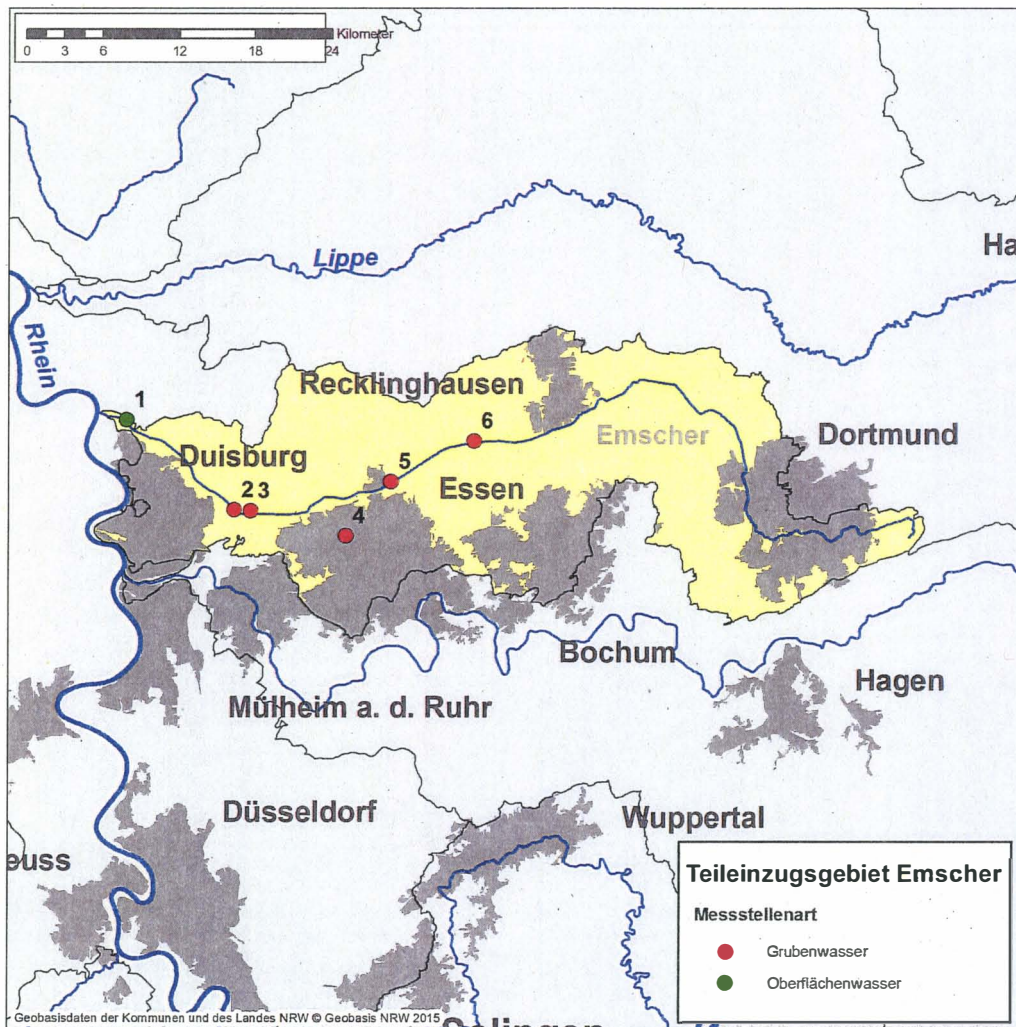 Kilometer
0 3 6 12 18 24
Lippe
Ha
Rhein
Recklinghausen
1
6
Emscher
Dortmund
Duisburg
5
Essen
2 3
4
Bochum
Hagen
Mülheim a. d. Ruhr
Düsseldorf
Wuppertal
euss
Teileinzugsgebiet Emscher
Messstellenart
Grubenwasser
Oberflächenwasser
Geobasisdaten der Kommunen und des Landes NRW © Geobasis NRW 2015